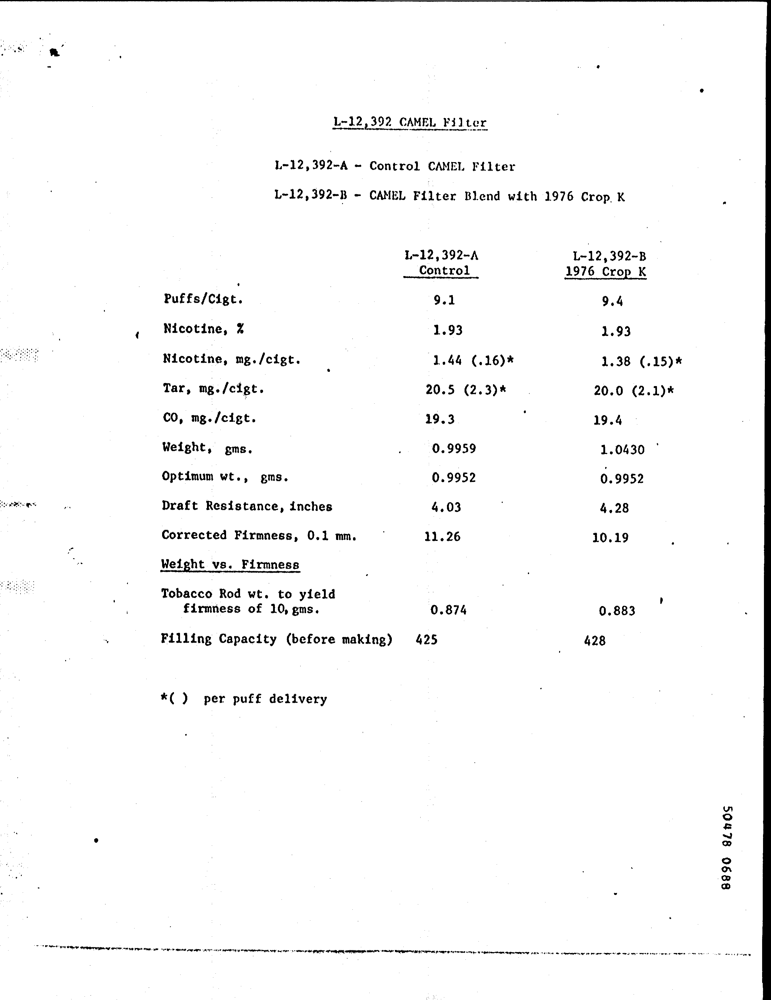 L-12,392 CAMEL Filter
L-12,392-A - Control CAMEL Filter
L-12,392-B - CAMEL Filter Blend with 1976 Crop K
L-12,392-A L-12,392-B
Control 1976 Crop K
Puffs/Cigt. 9.1 9.4
Nicotine, % 1.93 1.93
Nicotine, mg./cigt. 1.44 (.16)* 1.38 (.15)*
Tar, mg./cigt. 20.5 (2.3)* 20.0 (2.1)*
CO, mg./cigt. 19.3 19.4
Weight, gms. 0.9959 1.0430
Optimum wt., gms. 0.9952 0.9952
Draft Resistance, inches 4.03 4.28
Corrected Firmness, 0.1 mm. 11.26 10.19
Weight vs. Firmness
Tobacco Rod wt. to yield
firmness of 10, gms. 0.874 0.883
Filling Capacity (before making) 425 428
*( ) per puff delivery
50478 0688